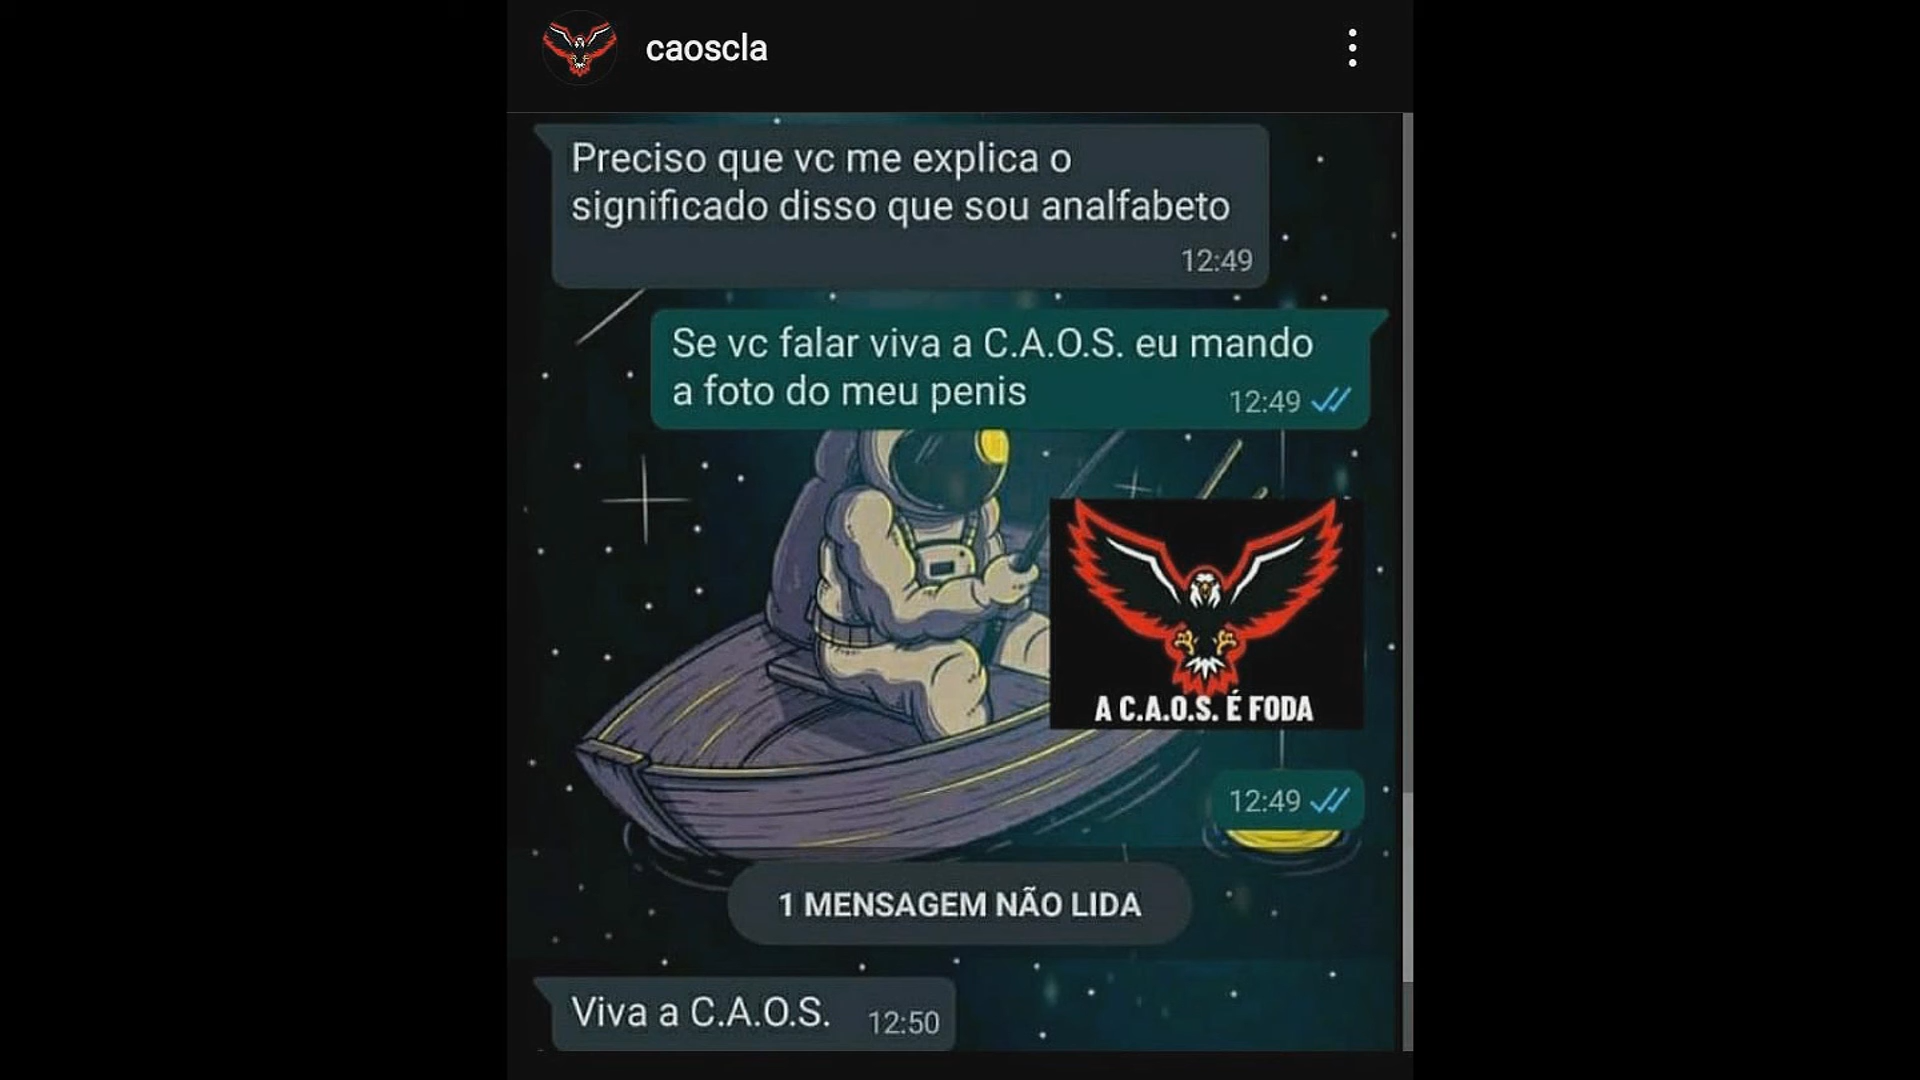 caoscla
Preciso que vc me explica o
significado disso que sou analfabeto
12:49
Se vc falar viva a C.A.O.S. eu mando
a foto do meu penis
12:49
A C.A.O.S. É FODA
12:49
1 MENSAGEM NÃO LIDA
Viva a C.A.O.S.
12:50